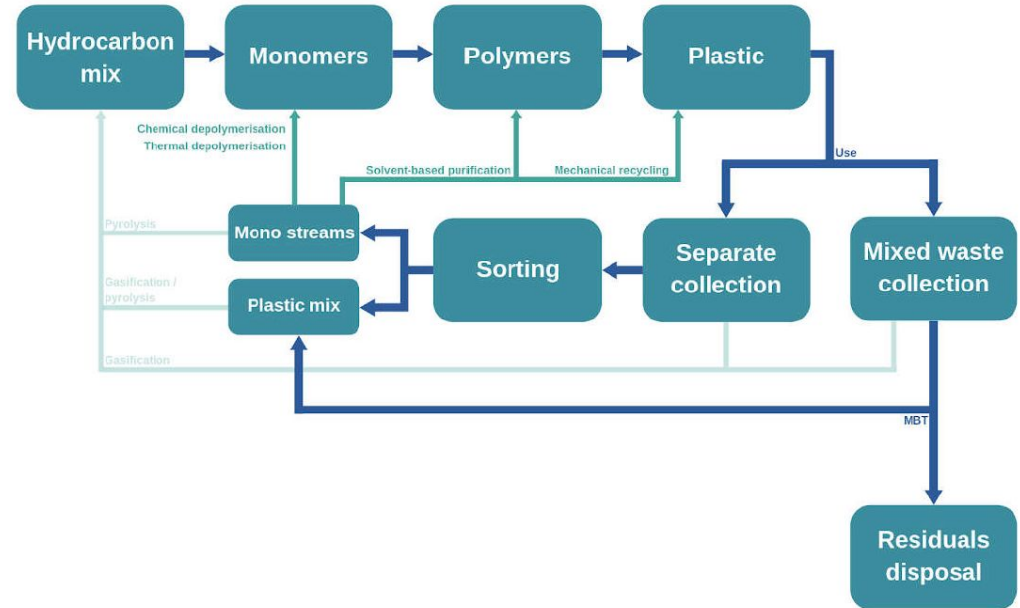 Hydrocarbon
mix
Monomers
Polymers
Plastic
Chemical depolymerisation
Thermal depolymerisation
Solvent-based purification
Mechanical recycling
Use
Pyrolysis
Mono streams
Sorting
Separate
collection
Mixed waste
collection
Gasification /
pyrolysis
Plastic mix
Gasification
MBT
Residuals
disposal